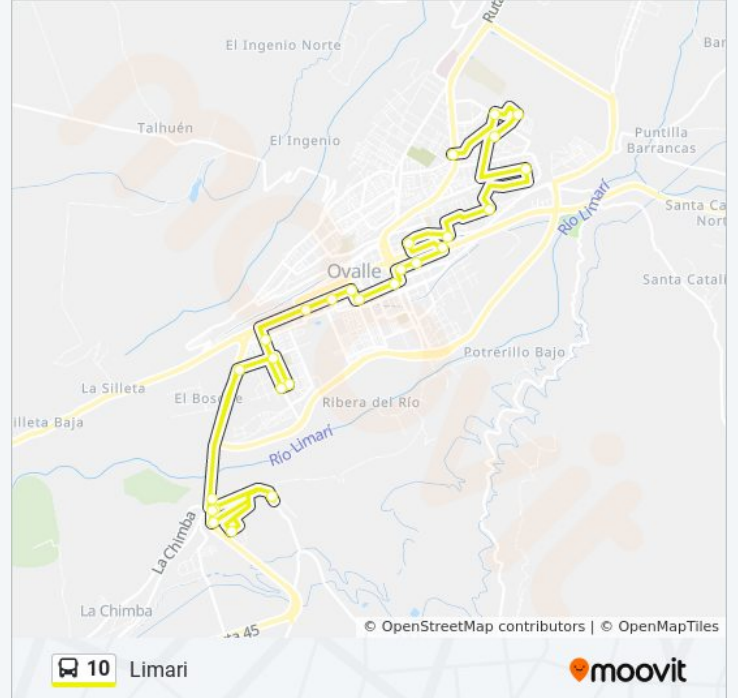 Ruta
El Ingenio Norte
Bar
Talhuén
El Ingenio
Puntilla
Barrancas
Río Limarí
Santa Ca
Nort
Ovalle
Santa Catali
Potrerillo Bajo
La Silleta
El Bosque
Ribera del Río
illeta Baja
Río Limarí
La Chimba
La Chimba
ta 45
© OpenStreetMap contributors | © OpenMapTiles
10 Limari
moovit